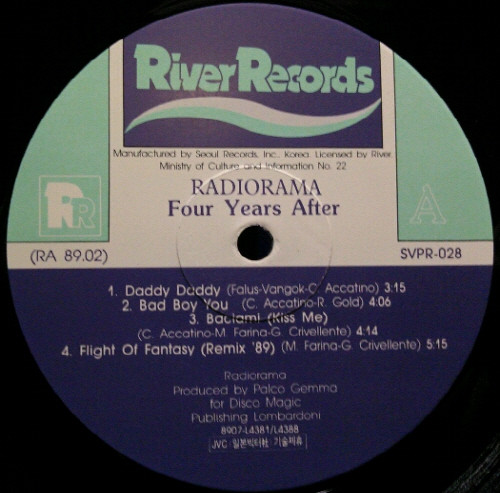 River Records
Manufactured by Seoul Records, Inc., Korea. Licensed by River.
Ministry of Culture and Information No. 22
RADIORAMA
Four Years After
RR
A
(RA 89.02)
SVPR-028
1. Daddy Daddy (Falus-Vangok-C. Accatino) 3:15
2. Bad Boy You (C. Accatino-R. Gold) 4:06
3. Baciami (Kiss Me)
(C. Accatino-M. Farina-G. Crivellente) 4:14
4. Flight Of Fantasy (Remix '89) (M. Farina-G. Crivellente) 5:15
Radiorama
Produced by Palco Gemma
for Disco Magic
Publishing Lombardoni
8907-L4381/L4388
JVC·일본빅터社·기술제휴